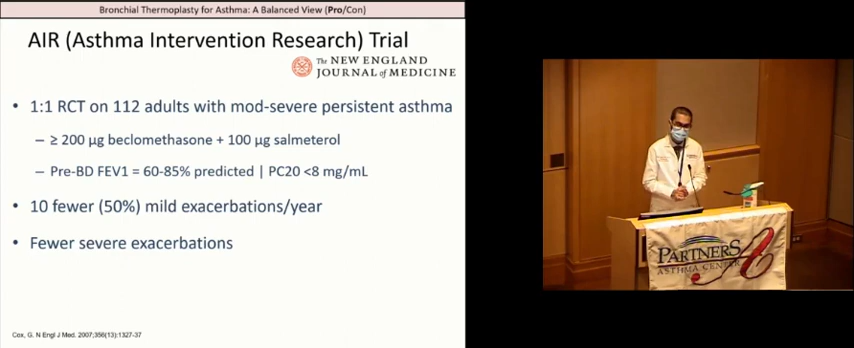 Bronchial Thermoplasty for Asthma: A Balanced View (Pro/Con)
AIR (Asthma Intervention Research) Trial
The NEW ENGLAND
JOURNAL of MEDICINE
• 1:1 RCT on 112 adults with mod-severe persistent asthma
– ≥ 200 µg beclomethasone + 100 µg salmeterol
– Pre-BD FEV1 = 60-85% predicted | PC20 <8 mg/mL
• 10 fewer (50%) mild exacerbations/year
• Fewer severe exacerbations
Cox, G. N Engl J Med. 2007;356(13):1327-37
PARTNERS
ASTHMA CENTER